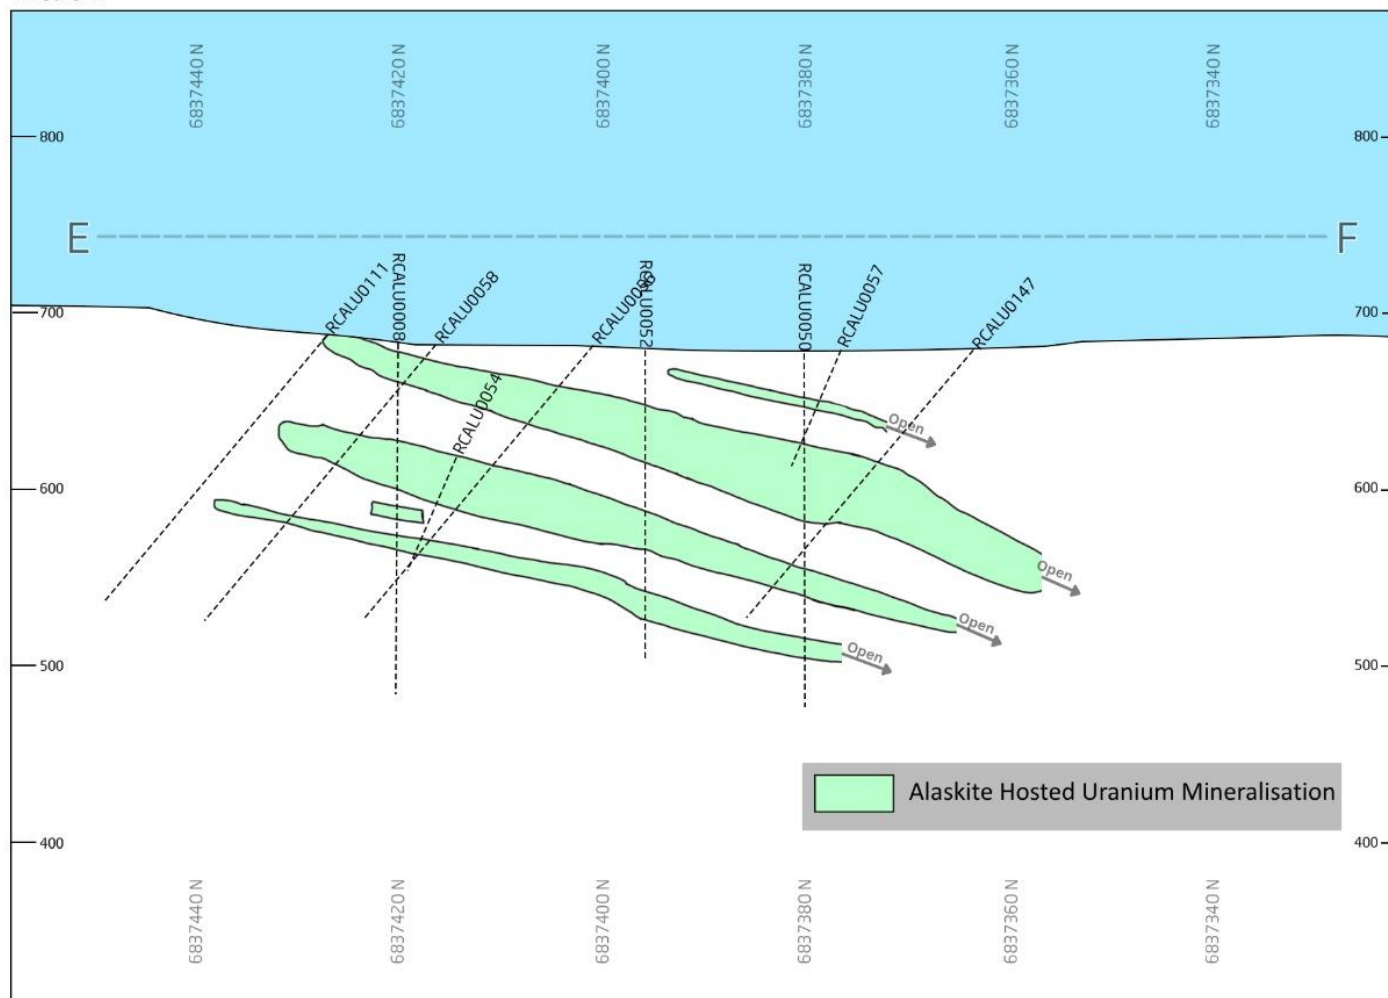 6837440 N
6837420 N
6837400 N
6837380 N
6837360 N
6837340 N
800
800
E
F
RCALU0111
RCALU0008
RCALU0058
RCALU0052
RCALU0050
RCALU0057
RCALU0147
700
700
RCALU0054
Open
600
600
Open
Open
Open
500
500
Alaskite Hosted Uranium Mineralisation
400
400
6837440 N
6837420 N
6837400 N
6837380 N
6837360 N
6837340 N